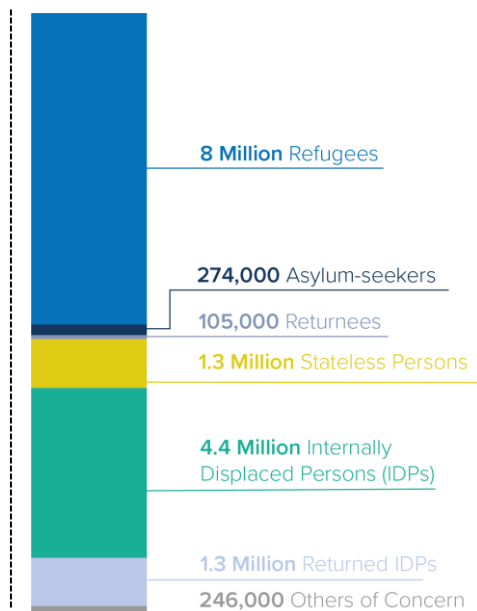 8 Million Refugees
274,000 Asylum-seekers
105,000 Returnees
1.3 Million Stateless Persons
4.4 Million Internally
Displaced Persons (IDPs)
1.3 Million Returned IDPs
246,000 Others of Concern